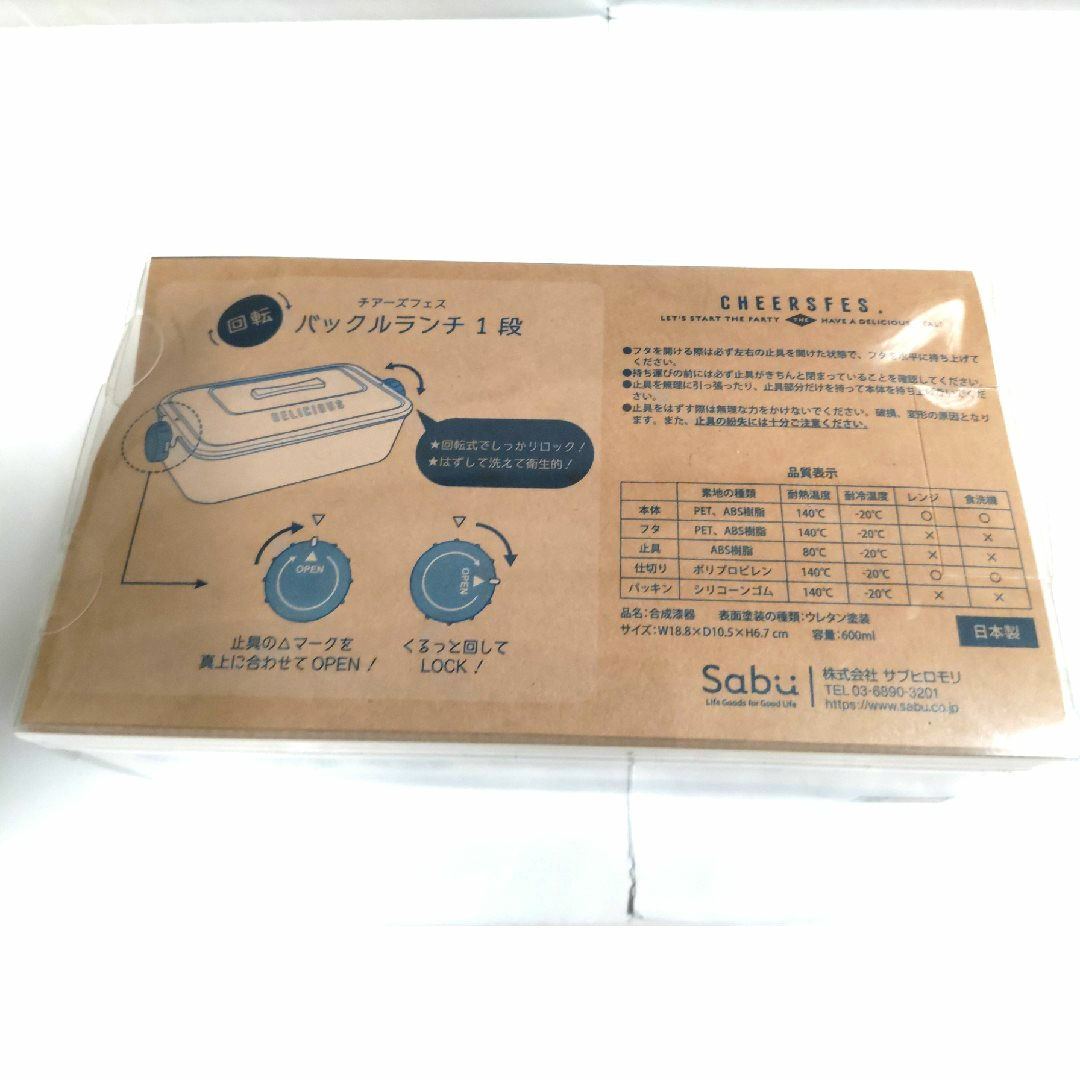 回転
チアーズフェス
バックルランチ 1 段
DELICIOUS
★回転式でしっかりロック！
★はずして洗えて衛生的！
OPEN
OPEN
止具の△マークを
真上に合わせて OPEN！
くるっと回して
LOCK！
CHEERSFES.
LET'S START THE PARTY THE HAVE A DELICIOUS
●フタを開ける際は必ず左右の止具を開けた状態で、フタを水平に持ち上げて
ください。
●持ち運びの前には必ず止具がきちんと閉まっていることを確認してください。
●止具を無理に引っ張ったり、止具部分だけを持って本体を持ち上げないでくだ
さい。
●止具をはずす際は無理な力をかけないでください。破損、変形の原因となり
ます。また、止具の紛失には十分ご注意ください。
品質表示
素地の種類 耐熱温度 耐冷温度 レンジ 食洗機
本体 PET、ABS樹脂 140℃ -20℃ ○ ○
フタ PET、ABS樹脂 140℃ -20℃ × ×
止具 ABS樹脂 80℃ -20℃ × ×
仕切り ポリプロピレン 140℃ -20℃ ○ ○
パッキン シリコーンゴム 140℃ -20℃ × ×
品名：合成漆器 表面塗装の種類：ウレタン塗装
サイズ：W18.8×D10.5×H6.7 cm 容量：600ml
日本製
Sabu
Life Goods for Good Life
株式会社 サブヒロモリ
TEL 03-6890-3201
https://www.sabu.co.jp